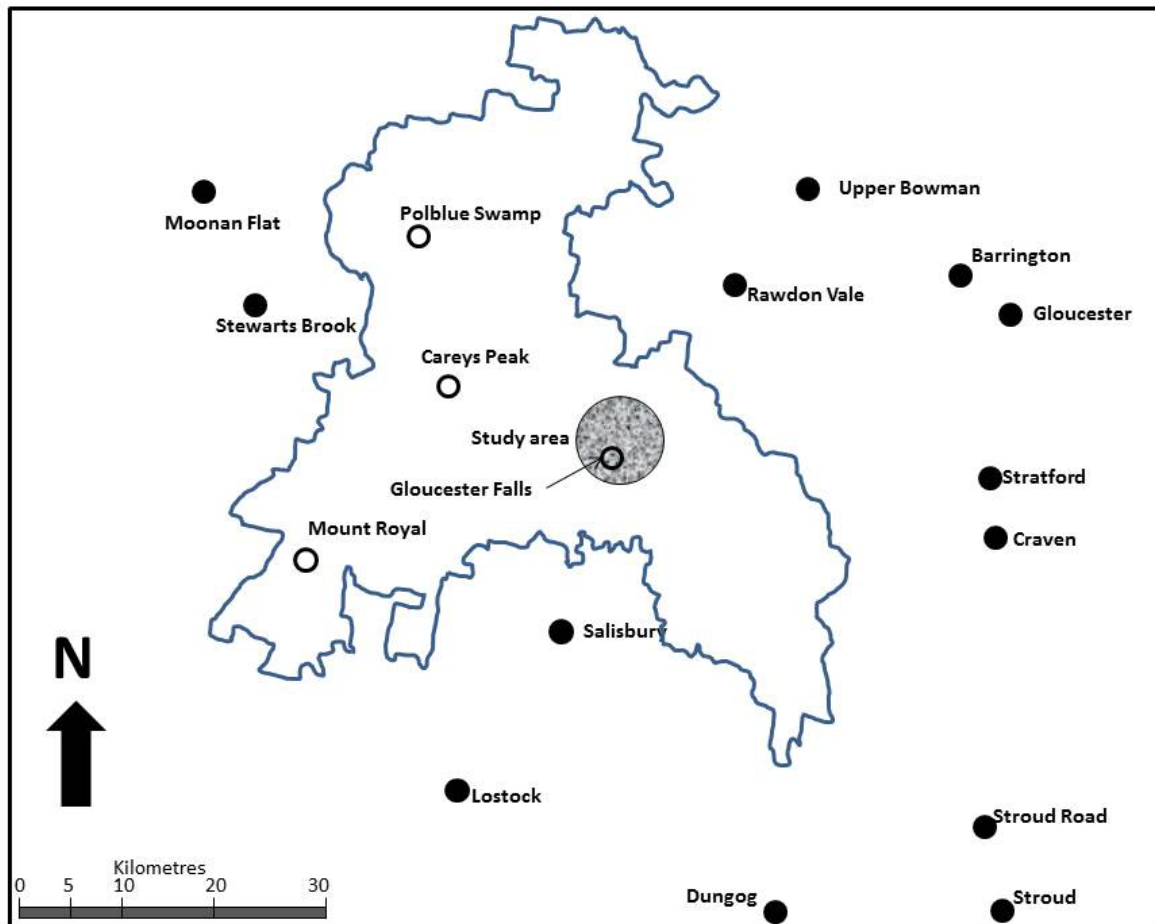 Upper Bowman
Moonan Flat
Polblue Swamp
Barrington
Rawdon Vale
Gloucester
Stewarts Brook
Careys Peak
Study area
Stratford
Gloucester Falls
Mount Royal
Craven
Salisbury
N
Lostock
Stroud Road
Kilometres
0 5 10 20 30
Dungog
Stroud